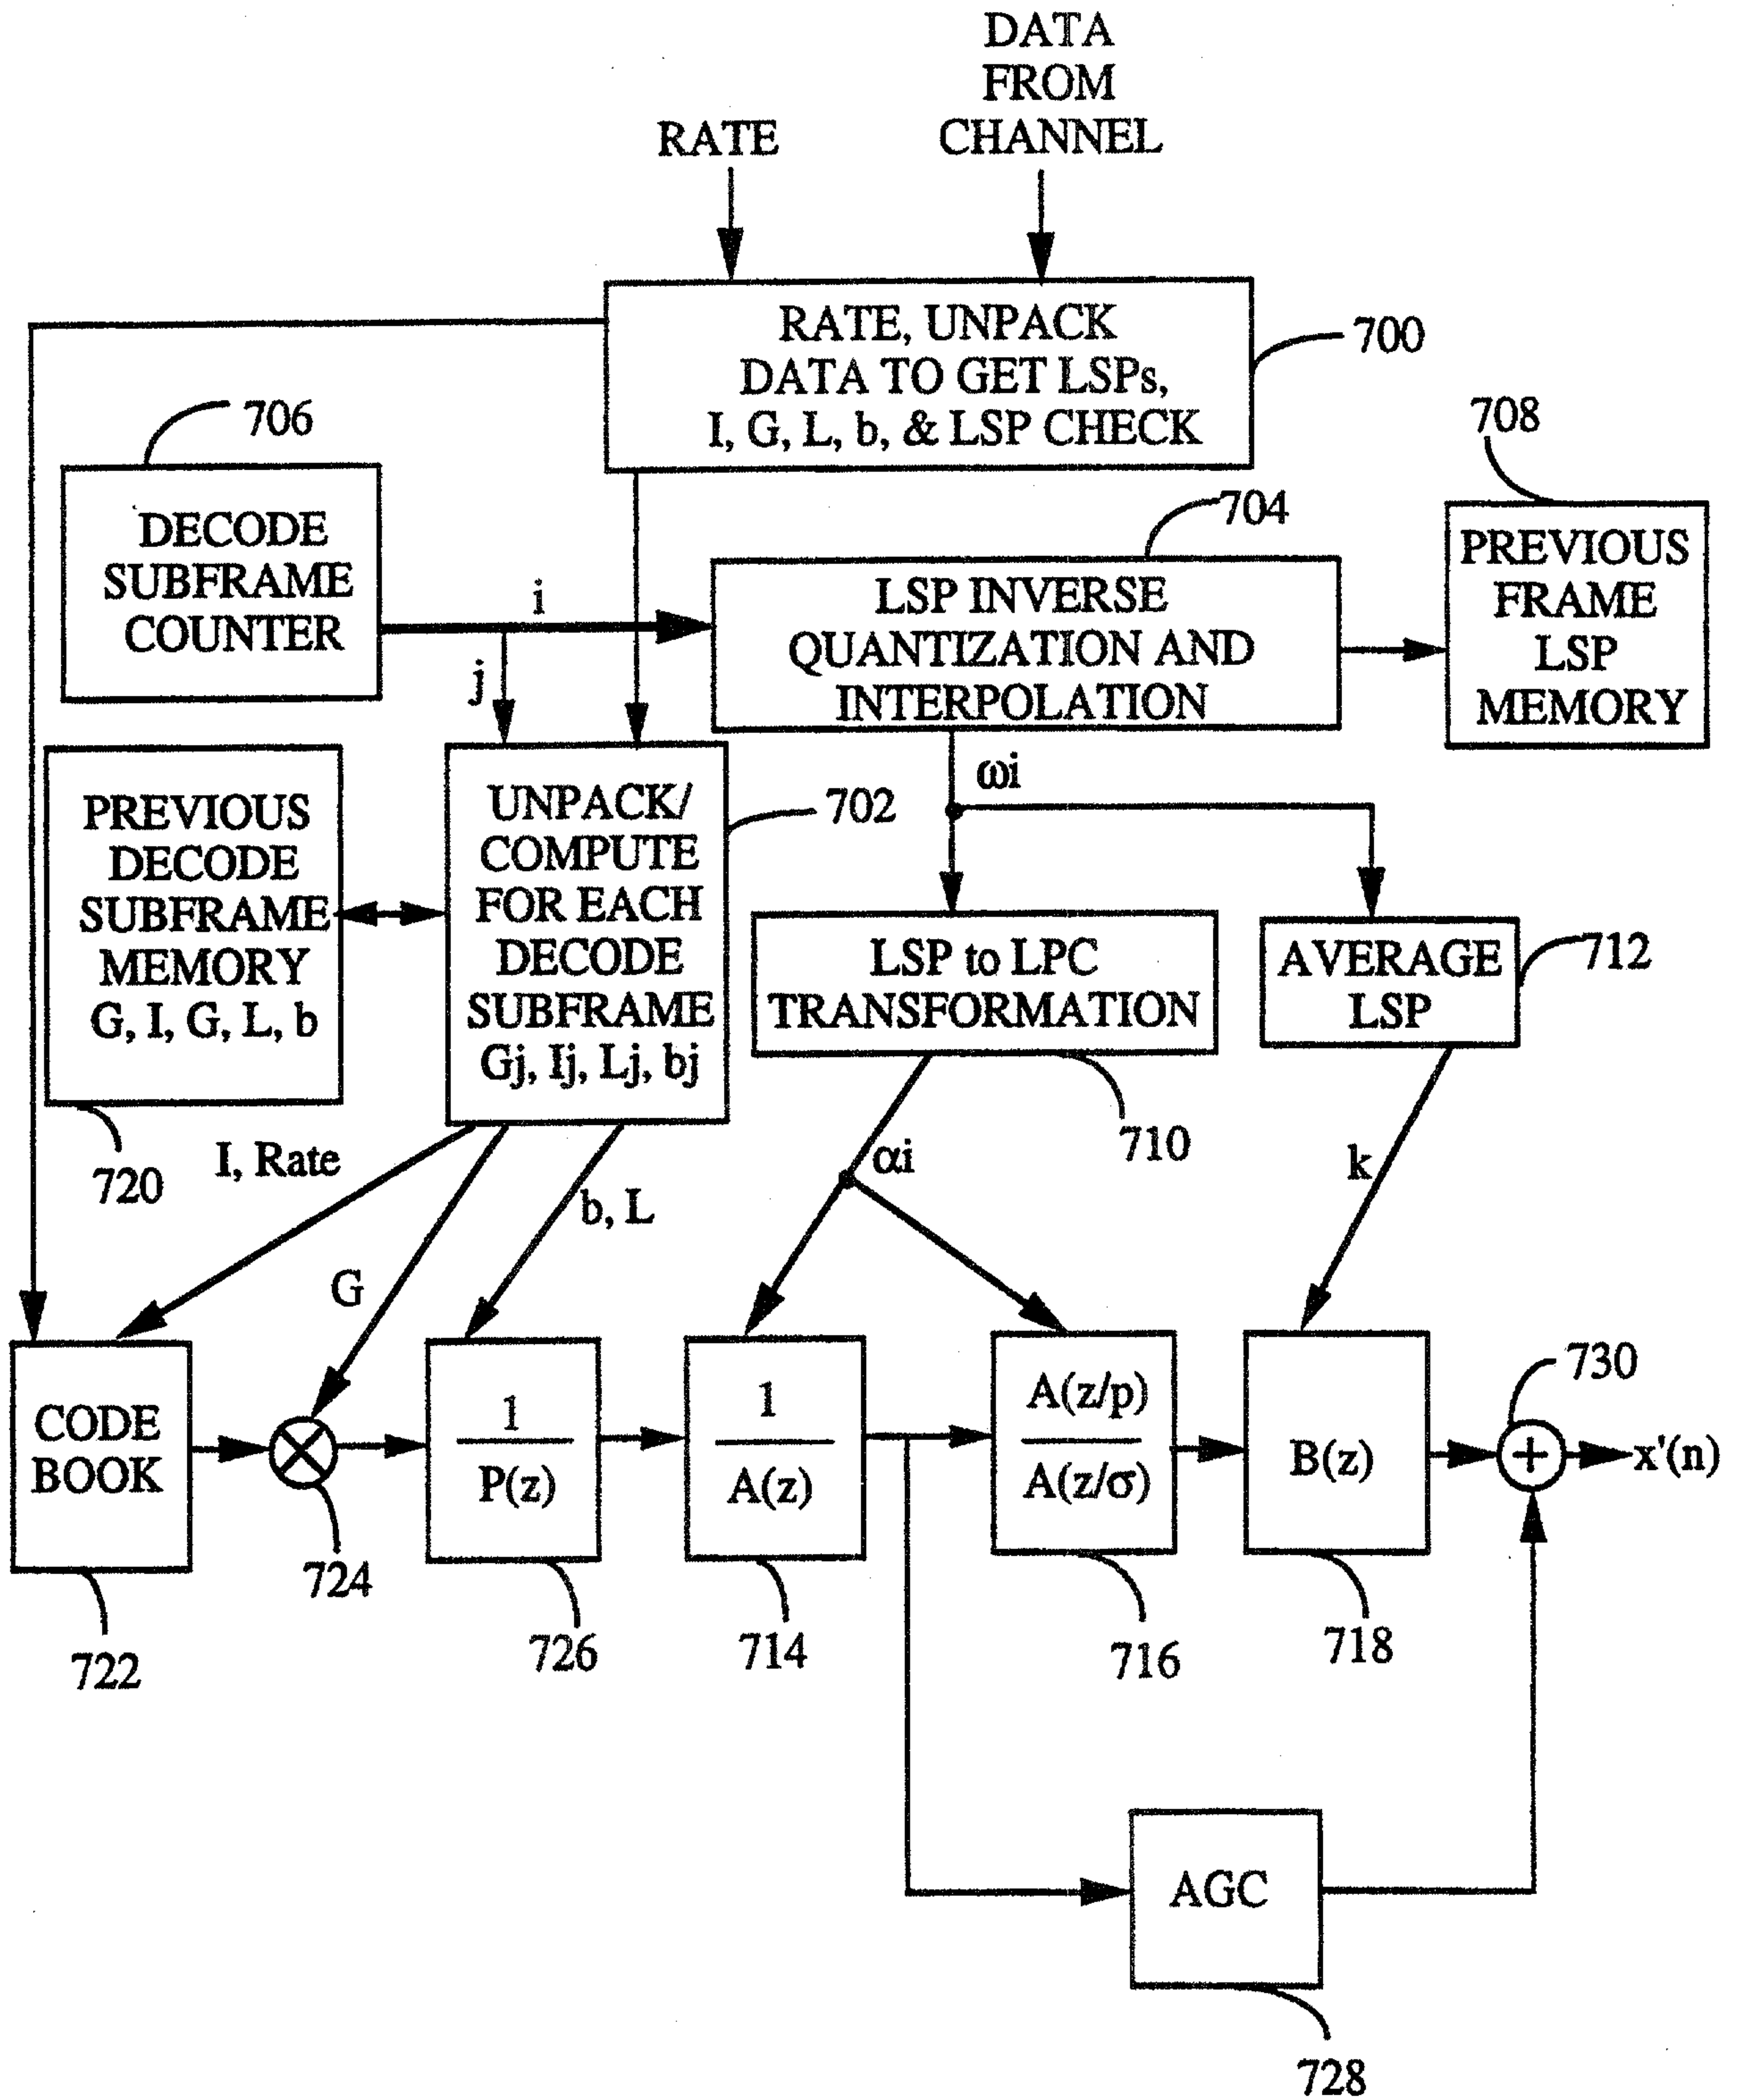 DATA
FROM
CHANNEL
RATE
RATE, UNPACK
DATA TO GET LSPs,
I, G, L, b, & LSP CHECK
700
706
DECODE
SUBFRAME
COUNTER
i
j
704
LSP INVERSE
QUANTIZATION AND
INTERPOLATION
708
PREVIOUS
FRAME
LSP
MEMORY
ωi
PREVIOUS
DECODE
SUBFRAME
MEMORY
G, I, G, L, b
720
UNPACK/
COMPUTE
FOR EACH
DECODE
SUBFRAME
Gj, Ij, Lj, bj
702
LSP to LPC
TRANSFORMATION
710
AVERAGE
LSP
712
I, Rate
G
b, L
αi
k
CODE
BOOK
722
724
1
P(z)
726
1
A(z)
714
A(z/p)
A(z/σ)
716
B(z)
718
730
+
x'(n)
AGC
728